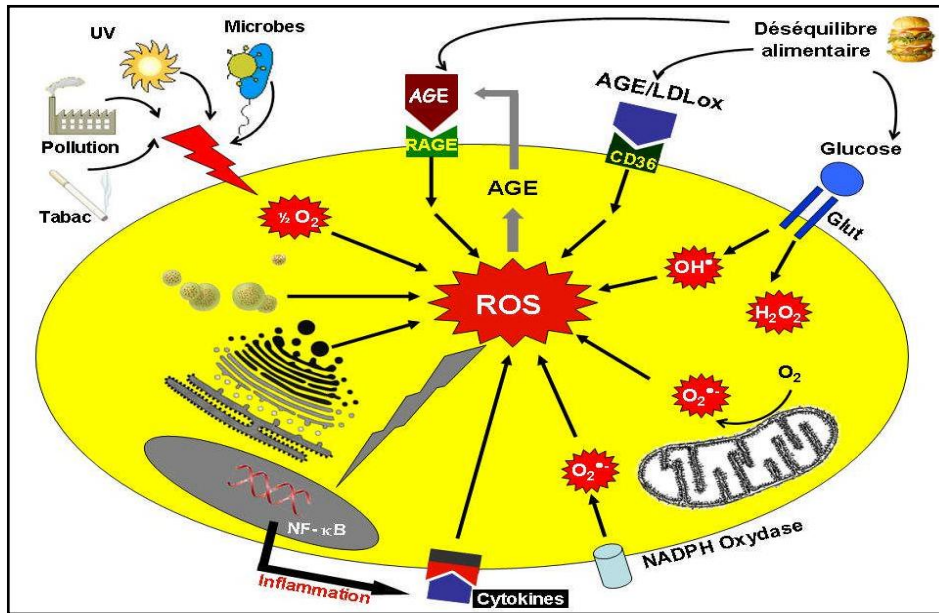 UV
Microbes
Déséquilibre
alimentaire
Pollution
Tabac
AGE
RAGE
AGE/LDLox
CD36
Glucose
Glut
AGE
½ O₂
ROS
OH•
H₂O₂
O₂•-
O₂
O₂•-
NF-κB
NADPH Oxydase
Inflammation
Cytokines